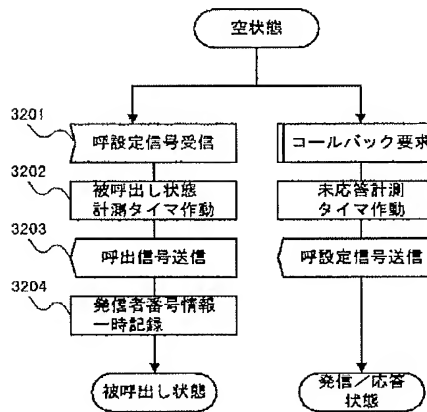 空状態
3201
呼設定信号受信
コールバック要求
3202
被呼出し状態
計測タイマ作動
未応答計測
タイマ作動
3203
呼出信号送信
呼設定信号送信
3204
発信者番号情報
一時記録
被呼出し状態
発信／応答
状態